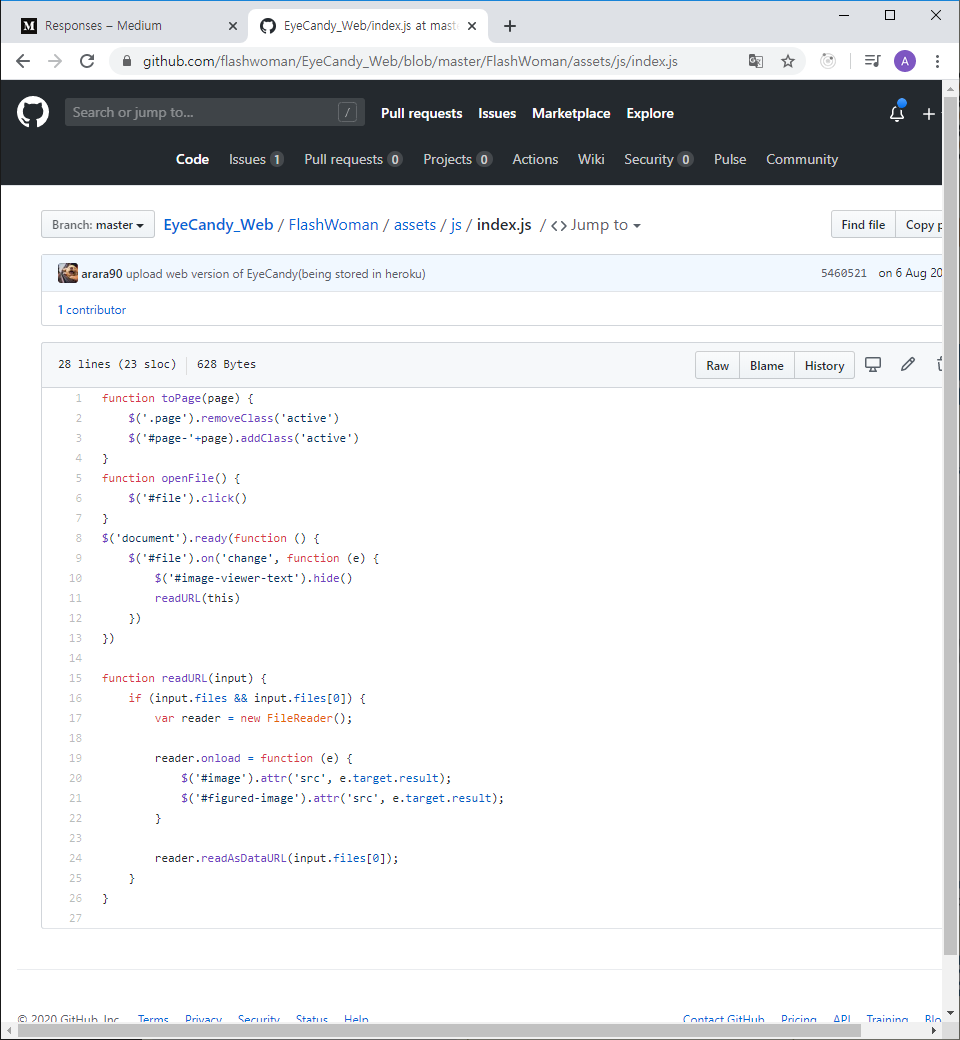 Responses – Medium
EyeCandy_Web/index.js at mast
github.com/flashwoman/EyeCandy_Web/blob/master/FlashWoman/assets/js/index.js
A
Search or jump to... /
Pull requests Issues Marketplace Explore
Code Issues 1 Pull requests 0 Projects 0 Actions Wiki Security 0 Pulse Community
Branch: master EyeCandy_Web / FlashWoman / assets / js / index.js / <> Jump to
Find file Copy p
arara90 upload web version of EyeCandy(being stored in heroku) 5460521 on 6 Aug 20
1 contributor
28 lines (23 sloc) 628 Bytes Raw Blame History
1 function toPage(page) {
2 $('.page').removeClass('active')
3 $('#page-'+page).addClass('active')
4 }
5 function openFile() {
6 $('#file').click()
7 }
8 $('document').ready(function () {
9 $('#file').on('change', function (e) {
10 $('#image-viewer-text').hide()
11 readURL(this)
12 })
13 })
14
15 function readURL(input) {
16 if (input.files && input.files[0]) {
17 var reader = new FileReader();
18
19 reader.onload = function (e) {
20 $('#image').attr('src', e.target.result);
21 $('#figured-image').attr('src', e.target.result);
22 }
23
24 reader.readAsDataURL(input.files[0]);
25 }
26 }
27
© 2020 GitHub, Inc. Terms Privacy Security Status Help Contact GitHub Pricing API Training Blo